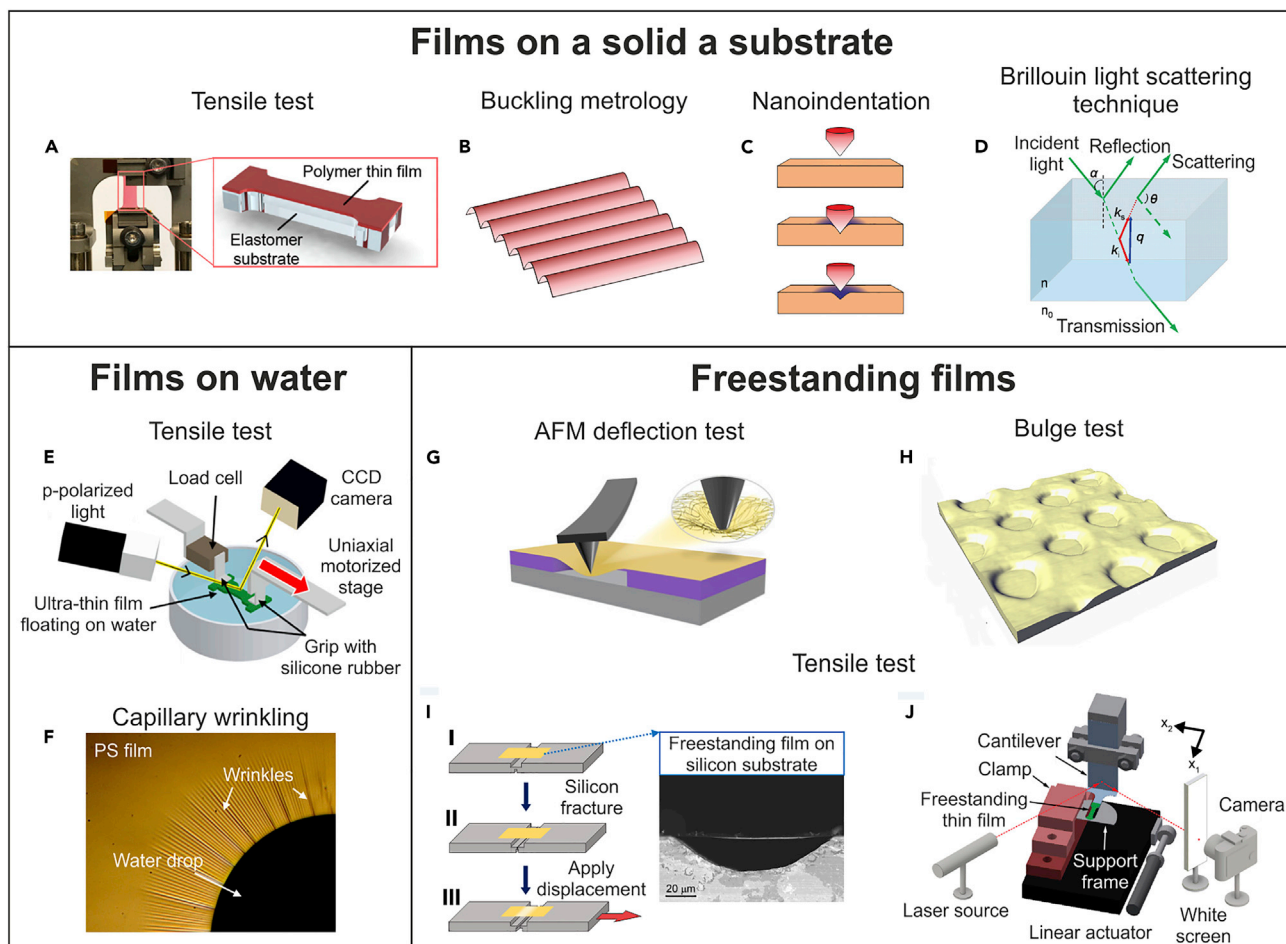 Films on a solid a substrate
Tensile test
A
Polymer thin film
Elastomer
substrate
Buckling metrology
B
Nanoindentation
C
Brillouin light scattering
technique
D
Incident
light
Reflection
Scattering
α
θ
kₛ
kᵢ
q
n
n₀
Transmission
Films on water
Tensile test
E
Load cell
CCD
camera
p-polarized
light
Uniaxial
motorized
stage
Ultra-thin film
floating on water
Grip with
silicone rubber
Capillary wrinkling
F
PS film
Wrinkles
Water drop
Freestanding films
AFM deflection test
G
Bulge test
H
Tensile test
I
I
Silicon
fracture
II
Apply
displacement
III
Freestanding film on
silicon substrate
20 μm
J
x₂
x₁
Cantilever
Clamp
Freestanding
thin film
Camera
Support
frame
Laser source
Linear actuator
White
screen